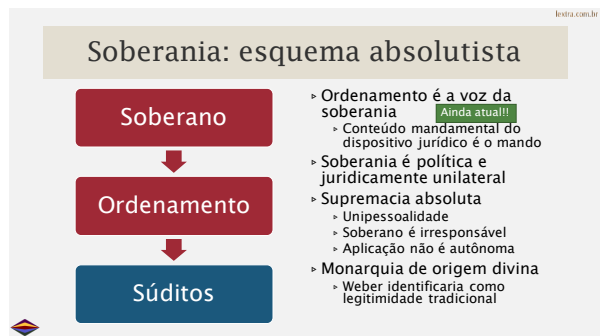 lextra.com.br
Soberania: esquema absolutista
Soberano
Ordenamento
Súditos
▹ Ordenamento é a voz da
soberania
Ainda atual!!
▹ Conteúdo mandamental do
dispositivo jurídico é o mando
▹ Soberania é política e
juridicamente unilateral
▹ Supremacia absoluta
▹ Unipessoalidade
▹ Soberano é irresponsável
▹ Aplicação não é autônoma
▹ Monarquia de origem divina
▹ Weber identificaria como
legitimidade tradicional